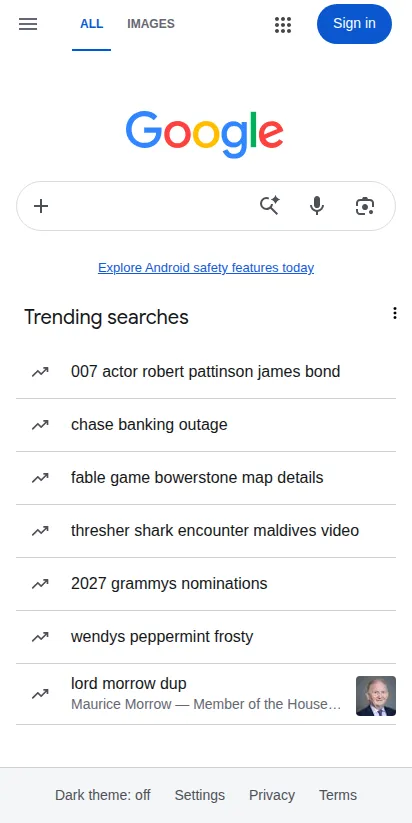 ALL IMAGES Sign in
Google
Explore Android safety features today
Trending searches
007 actor robert pattinson james bond
chase banking outage
fable game bowerstone map details
thresher shark encounter maldives video
2027 grammys nominations
wendys peppermint frosty
lord morrow dup
Maurice Morrow — Member of the House…
Dark theme: off Settings Privacy Terms